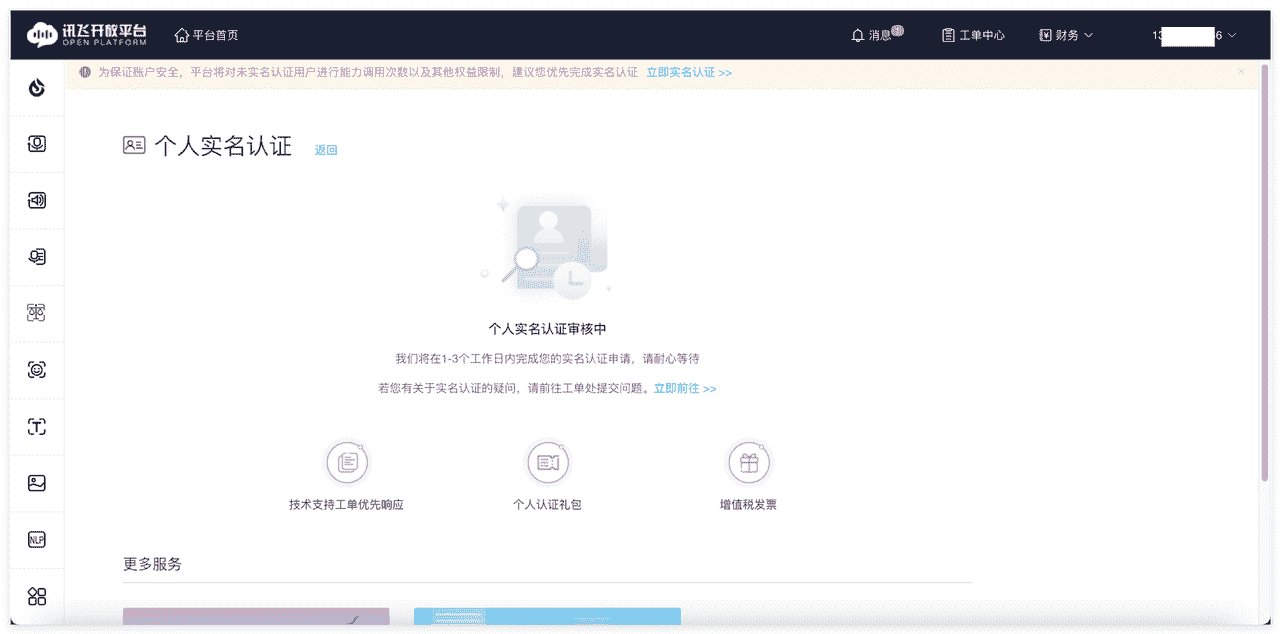 讯飞开放平台
OPEN PLATFORM
平台首页
消息
工单中心
财务
13
6
为保证账户安全，平台将对未实名认证用户进行能力调用次数以及其他权益限制，建议您优先完成实名认证 立即实名认证 >>
个人实名认证 返回
个人实名认证审核中
我们将在1-3个工作日内完成您的实名认证申请，请耐心等待
若您有关于实名认证的疑问，请前往工单处提交问题。立即前往 >>
技术支持工单优先响应
个人认证礼包
增值税发票
更多服务
T
NLP